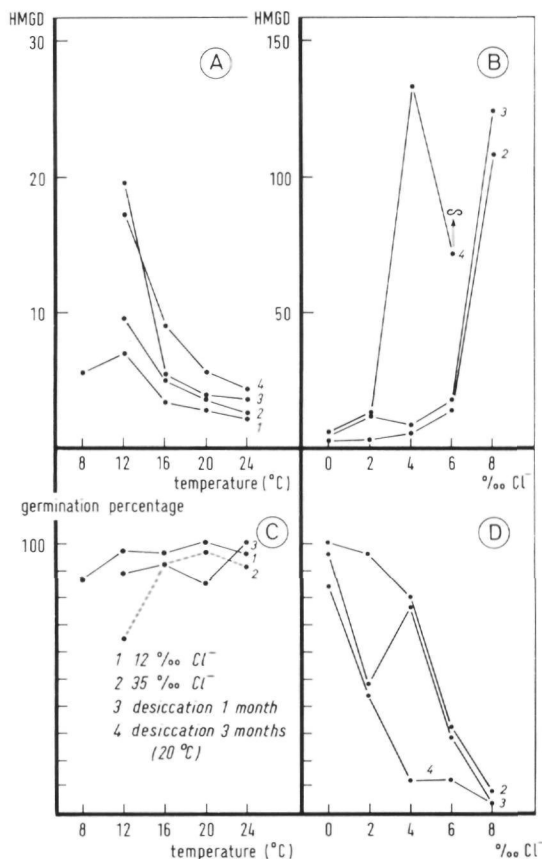 HMGD
30
20
10
A
4
3
2
1
8 12 16 20 24
temperature (°C)
HMGD
150
100
50
B
3
2
S
4
0 2 4 6 8
‰ Cl⁻
germination percentage
100
C
3
1
2
1 12 ‰ Cl⁻
2 35 ‰ Cl⁻
3 desiccation 1 month
4 desiccation 3 months
(20 °C)
8 12 16 20 24
temperature (°C)
D
4
2
3
0 2 4 6 8
‰ Cl⁻